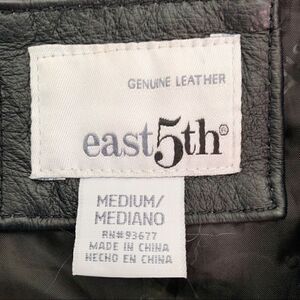 GENUINE LEATHER
east5th®
MEDIUM/
MEDIANO
RN#93677
MADE IN CHINA
HECHO EN CHINA